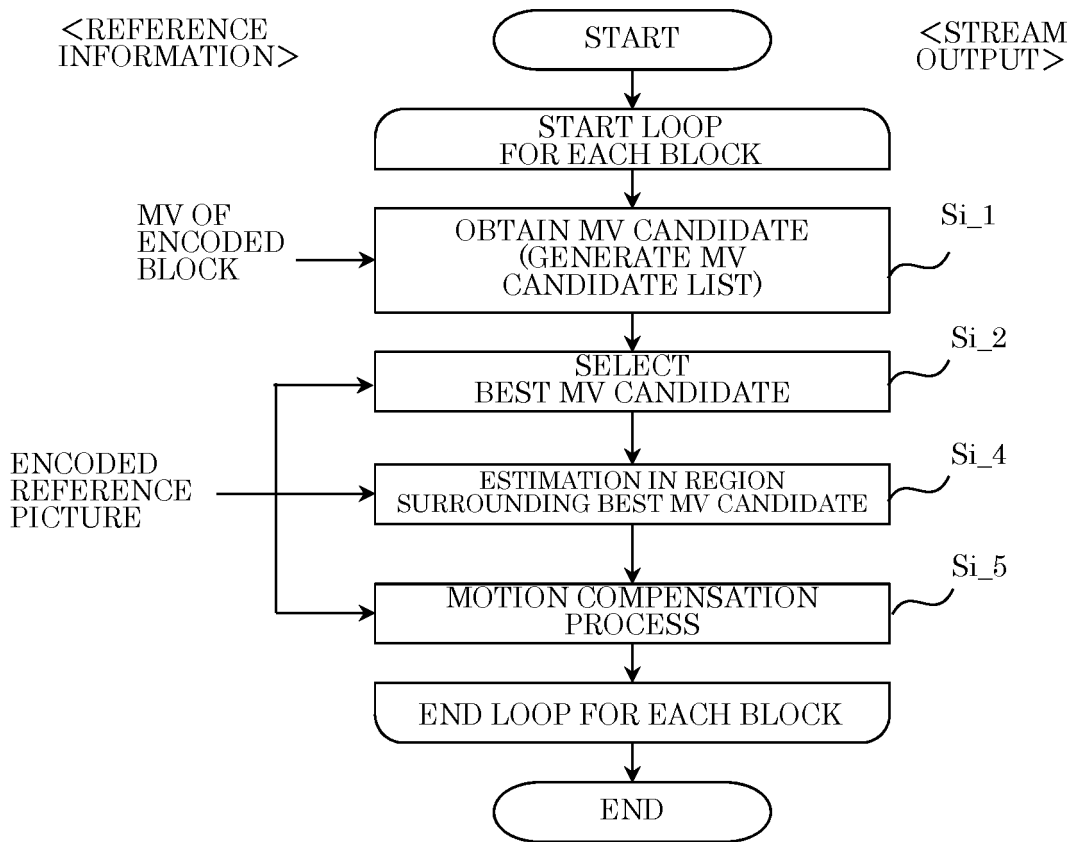 <REFERENCE
INFORMATION>
START
<STREAM
OUTPUT>
START LOOP
FOR EACH BLOCK
MV OF
ENCODED
BLOCK
OBTAIN MV CANDIDATE
(GENERATE MV
CANDIDATE LIST)
Si_1
SELECT
BEST MV CANDIDATE
Si_2
ENCODED
REFERENCE
PICTURE
ESTIMATION IN REGION
SURROUNDING BEST MV CANDIDATE
Si_4
MOTION COMPENSATION
PROCESS
Si_5
END LOOP FOR EACH BLOCK
END